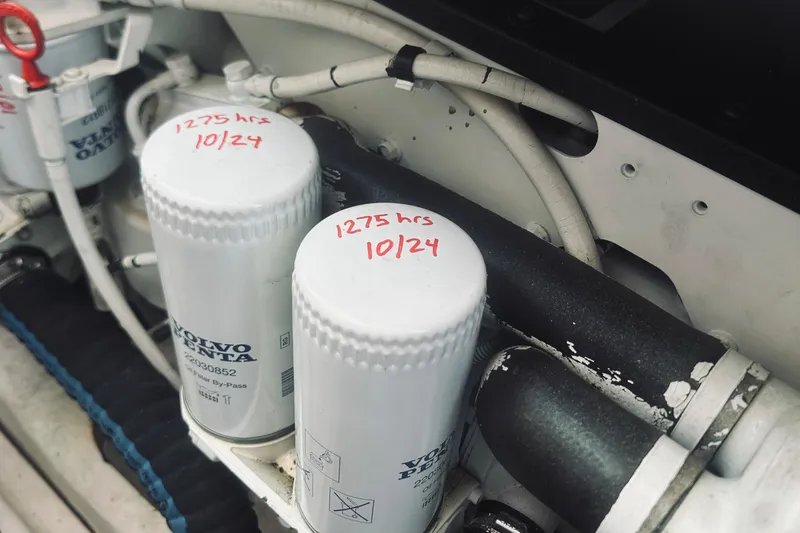 1275 hrs
10/24
VOLVO
PENTA
22030852
Oil Filter By-Pass
1275 hrs
10/24
VOLVO
PENTA
VOLVO
PENTA